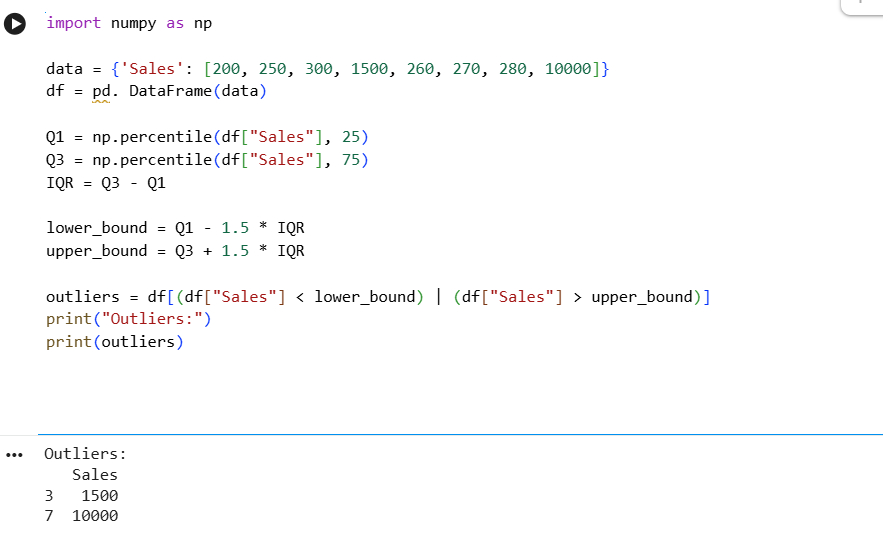 import numpy as np
data = {'Sales': [200, 250, 300, 1500, 260, 270, 280, 10000]}
df = pd. DataFrame(data)
Q1 = np.percentile(df["Sales"], 25)
Q3 = np.percentile(df["Sales"], 75)
IQR = Q3 - Q1
lower_bound = Q1 - 1.5 * IQR
upper_bound = Q3 + 1.5 * IQR
outliers = df[(df["Sales"] < lower_bound) | (df["Sales"] > upper_bound)]
print("Outliers:")
print(outliers)
Outliers:
Sales
3 1500
7 10000